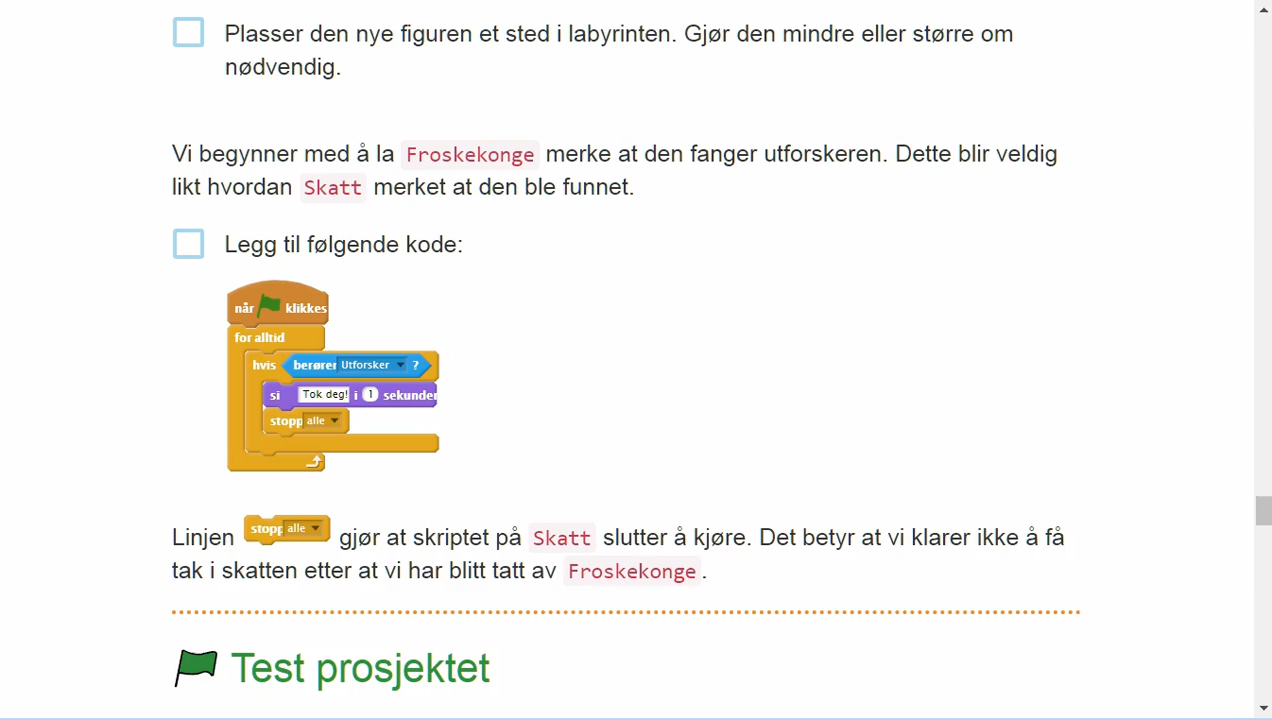 Plasser den nye figuren et sted i labyrinten. Gjør den mindre eller større om
nødvendig.
Vi begynner med å la Froskekonge merke at den fanger utforskeren. Dette blir veldig
likt hvordan Skatt merket at den ble funnet.
Legg til følgende kode:
når klikkes
for alltid
hvis berører Utforsker ?
si Tok deg! i 1 sekunder
stopp alle
Linjen stopp alle gjør at skriptet på Skatt slutter å kjøre. Det betyr at vi klarer ikke å få
tak i skatten etter at vi har blitt tatt av Froskekonge.
Test prosjektet